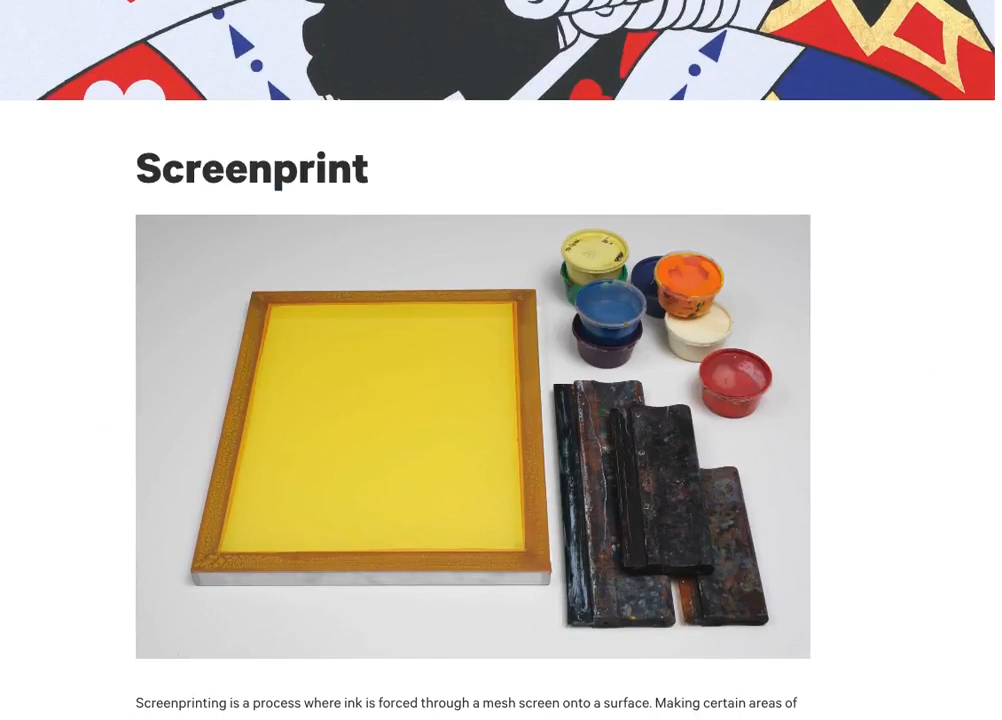 Screenprint
Screenprinting is a process where ink is forced through a mesh screen onto a surface. Making certain areas of